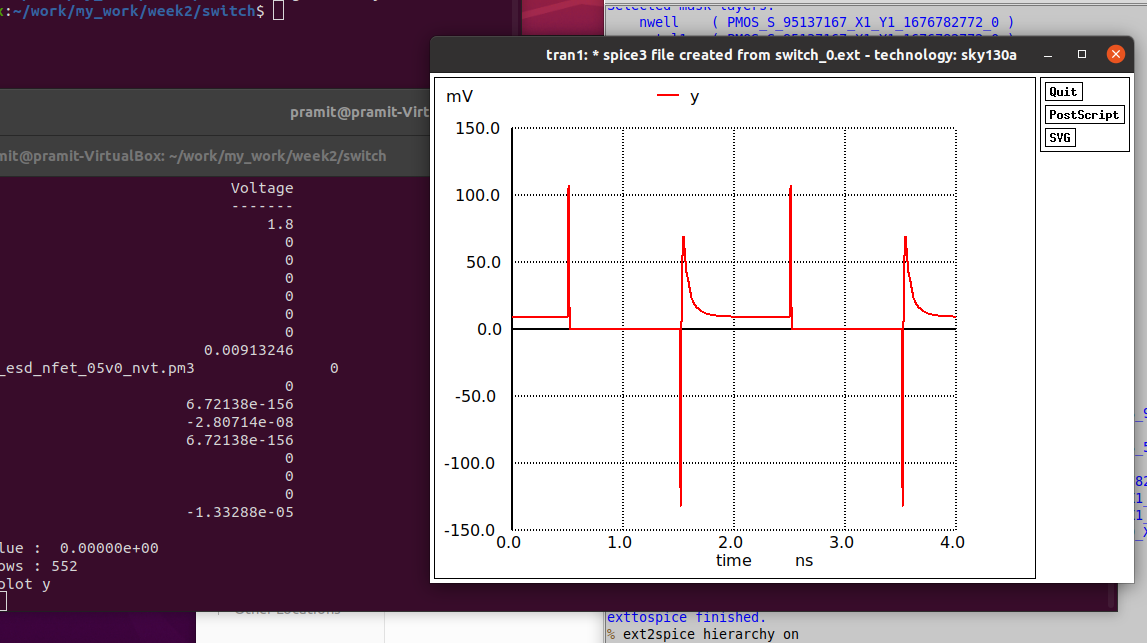 :~/work/my_work/week2/switch$
Selected mask layers:
nwell ( PMOS_S_95137167_X1_Y1_1676782772_0 )
pramit@pramit-Virt
mit@pramit-VirtualBox: ~/work/my_work/week2/switch
Voltage
-------
1.8
0
0
0
0
0
0
0.00913246
_esd_nfet_05v0_nvt.pm3 0
0
6.72138e-156
-2.80714e-08
6.72138e-156
0
0
0
-1.33288e-05
lue : 0.00000e+00
ows : 552
plot y
tran1: * spice3 file created from switch_0.ext - technology: sky130a
mV
y
Quit
PostScript
SVG
150.0
100.0
50.0
0.0
-50.0
-100.0
-150.0
0.0 1.0 2.0 3.0 4.0
time ns
Other Locations
exttospice finished.
% ext2spice hierarchy on